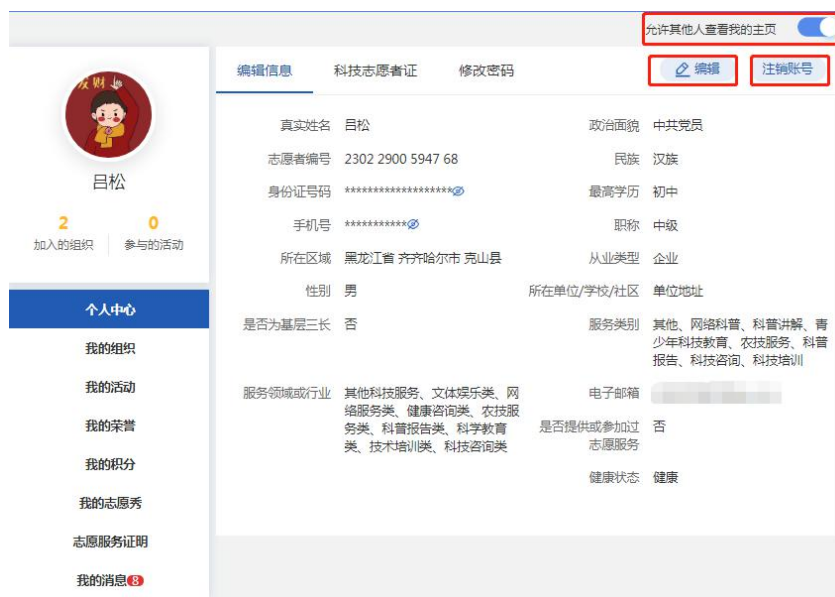 允许其他人查看我的主页
编辑信息 科技志愿者证 修改密码 编辑 注销账号
发财
吕松
2 0
加入的组织 参与的活动
个人中心
我的组织
我的活动
我的荣誉
我的积分
我的志愿秀
志愿服务证明
我的消息 8
真实姓名 吕松
志愿者编号 2302 2900 5947 68
身份证号码 *******************
手机号 ***********
所在区域 黑龙江省 齐齐哈尔市 克山县
性别 男
是否为基层三长 否
服务领域或行业 其他科技服务、文体娱乐类、网
络服务类、健康咨询类、农技服
务类、科普报告类、科学教育
类、技术培训类、科技咨询类
政治面貌 中共党员
民族 汉族
最高学历 初中
职称 中级
从业类型 企业
所在单位/学校/社区 单位地址
服务类别 其他、网络科普、科普讲解、青
少年科技教育、农技服务、科普
报告、科技咨询、科技培训
电子邮箱
是否提供或参加过 否
志愿服务
健康状态 健康